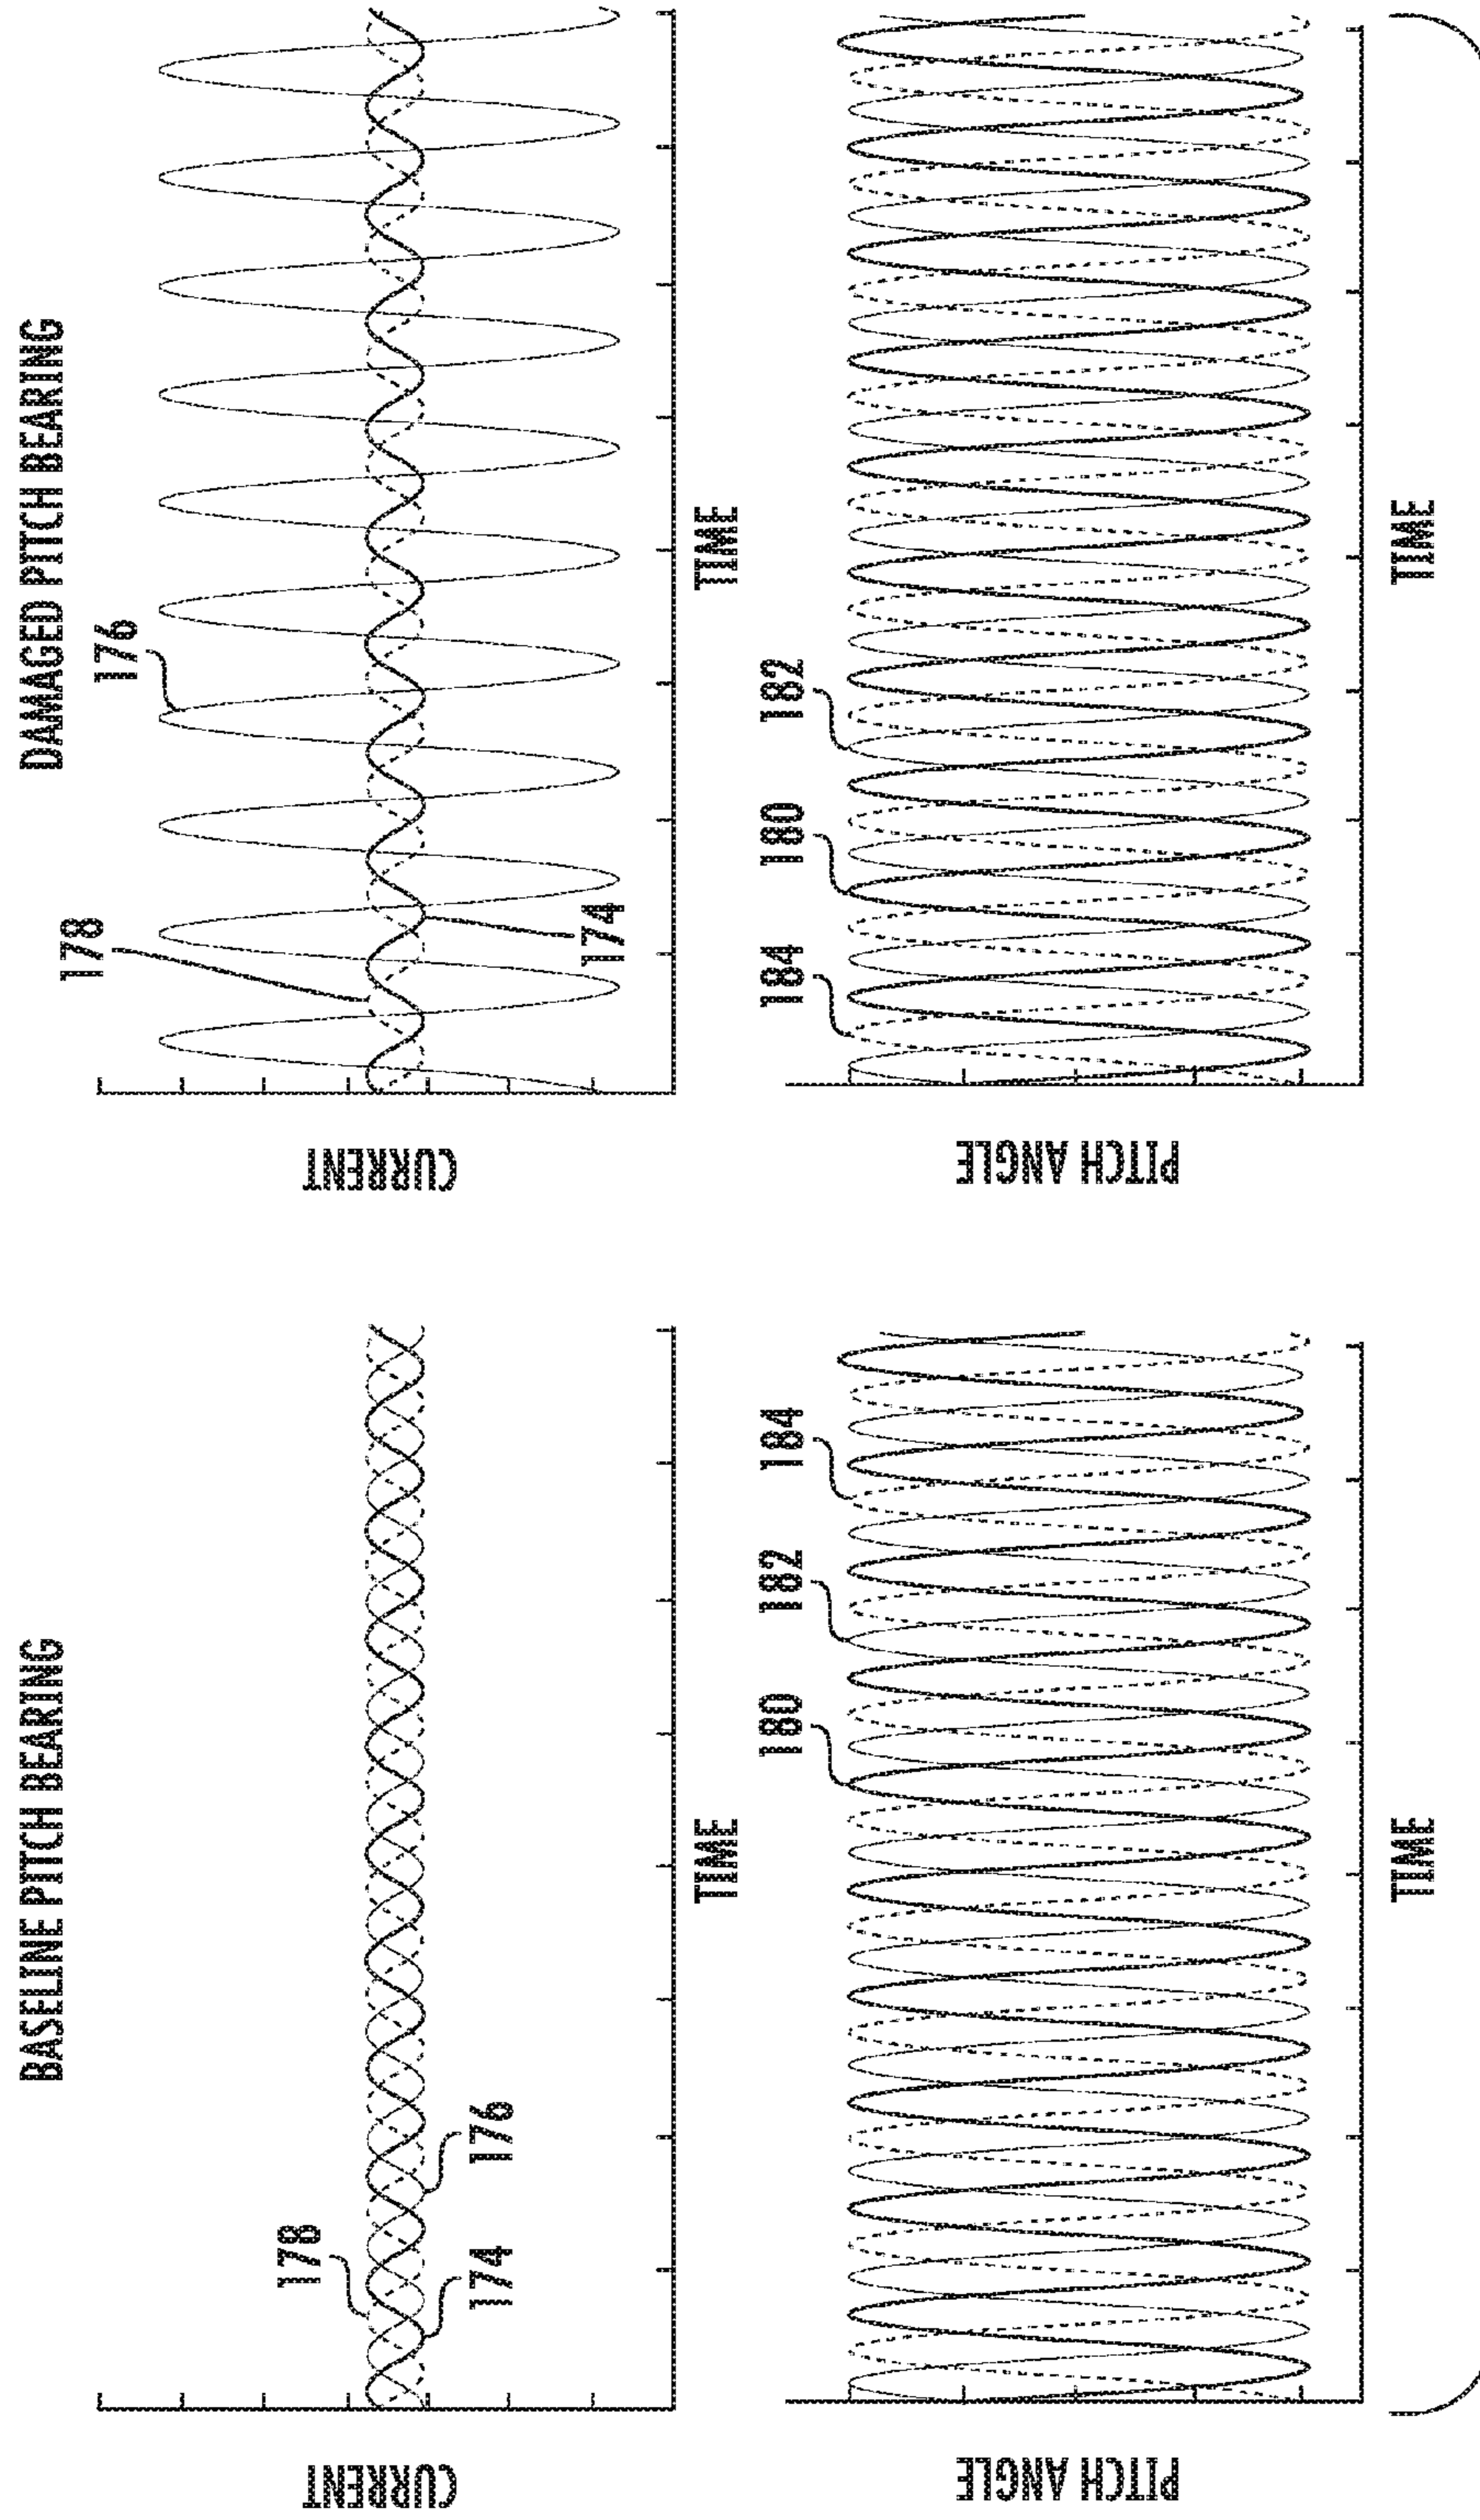 BASELINE PITCH BEARING
CURRENT
178
174
176
TIME
PITCH ANGLE
180
182
184
TIME
DAMAGED PITCH BEARING
CURRENT
178
176
174
TIME
PITCH ANGLE
184
180
182
TIME